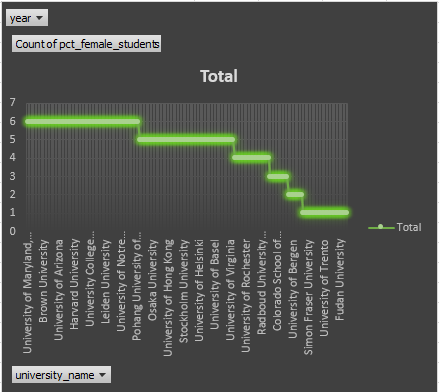 year
Count of pct_female_students
Total
7
6
5
4
3
2
1
0
University of Maryland,...
Brown University
University of Arizona
Harvard University
University College...
Leiden University
University of Notre...
Pohang University of...
Osaka University
University of Hong Kong
Stockholm University
University of Helsinki
University of Basel
University of Virginia
University of Rochester
Radboud University...
Colorado School of...
University of Bergen
Simon Fraser University
University of Trento
Fudan University
Total
university_name